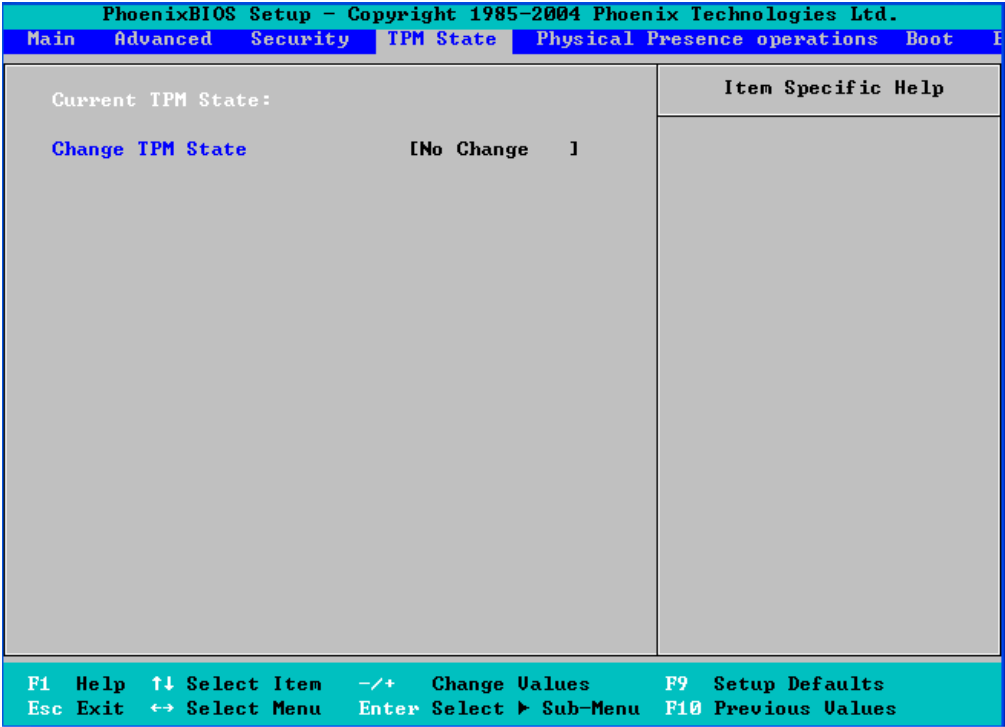 PhoenixBIOS Setup - Copyright 1985-2004 Phoenix Technologies Ltd.
Main Advanced Security TPM State Physical Presence operations Boot
Item Specific Help
Current TPM State:
Change TPM State [No Change ]
F1 Help ↑↓ Select Item -/+ Change Values F9 Setup Defaults
Esc Exit ↔ Select Menu Enter Select ▶ Sub-Menu F10 Previous Values